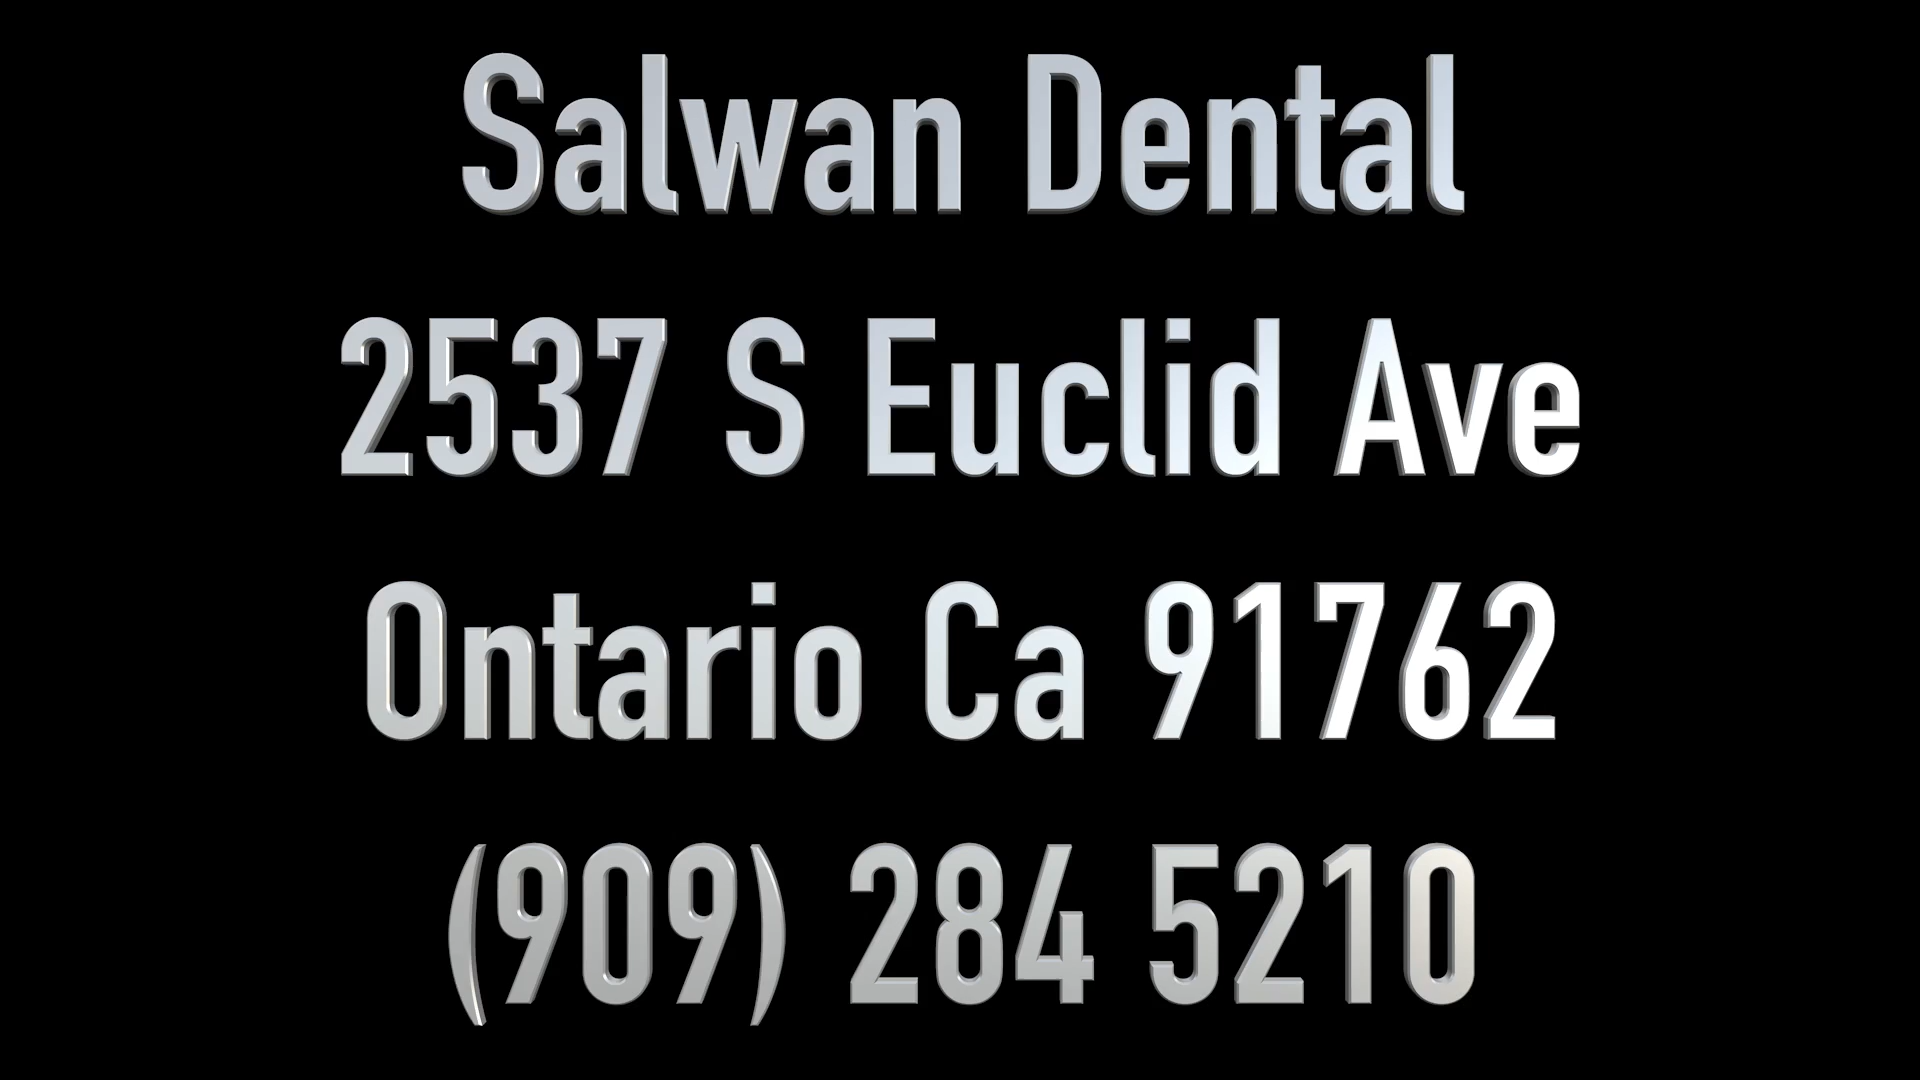 Salwan Dental
2537 S Euclid Ave
Ontario Ca 91762
(909) 284 5210